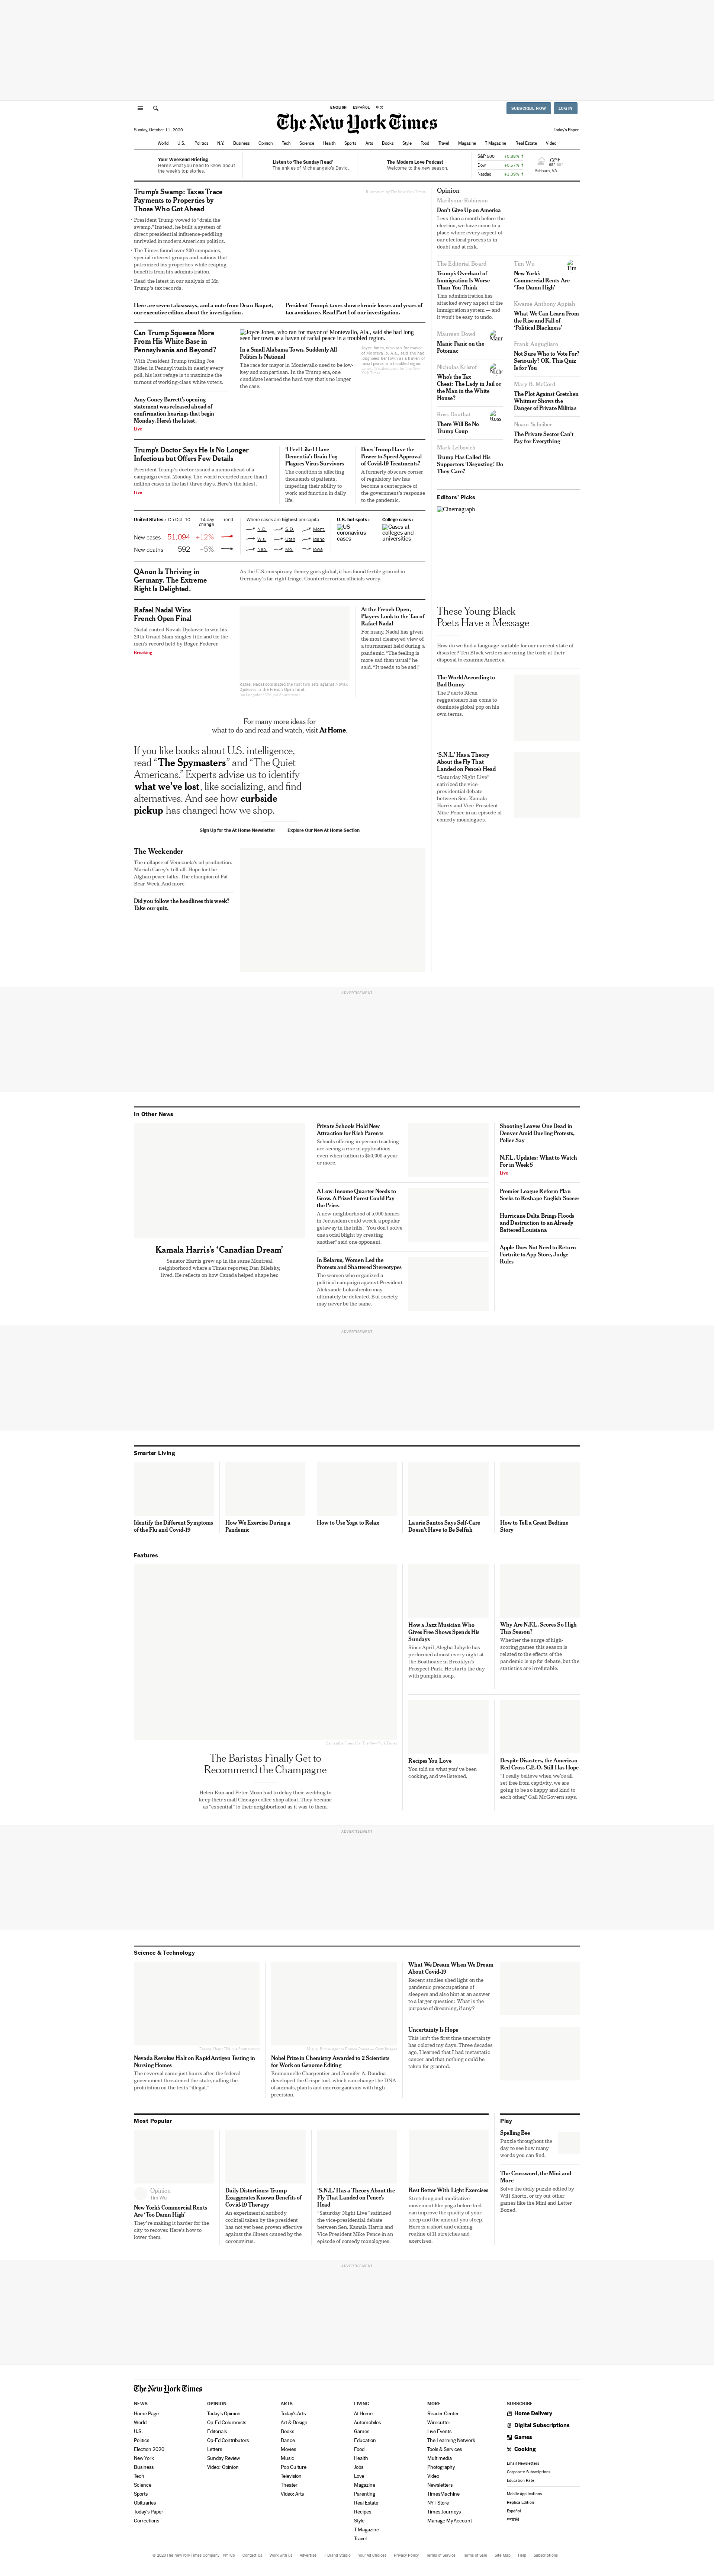 ENGLISH ESPAÑOL 中文
SUBSCRIBE NOW
LOG IN
The New York Times
Sunday, October 11, 2020
Today's Paper
World U.S. Politics N.Y. Business Opinion Tech Science Health Sports Arts Books Style Food Travel Magazine T Magazine Real Estate Video
Your Weekend Briefing
Here's what you need to know about
the week's top stories.
Listen to 'The Sunday Read'
The ankles of Michelangelo's David.
The Modern Love Podcast
Welcome to the new season.
S&P 500 +0.88% ↑
Dow +0.57% ↑
Nasdaq +1.39% ↑
72°F
Ashburn, VA
Trump's Swamp: Taxes Trace
Payments to Properties by
Those Who Got Ahead
• President Trump vowed to "drain the
swamp." Instead, he built a system of
direct presidential influence-peddling
unrivaled in modern American politics.
• The Times found over 200 companies,
special-interest groups and nations that
patronized his properties while reaping
benefits from his administration.
• Read the latest in our analysis of Mr.
Trump's tax records.
Here are seven takeaways, and a note from Dean Baquet,
our executive editor, about the investigation.
President Trump's taxes show chronic losses and years of
tax avoidance. Read Part 1 of our investigation.
Can Trump Squeeze More
From His White Base in
Pennsylvania and Beyond?
With President Trump trailing Joe
Biden in Pennsylvania in nearly every
poll, his last refuge is to maximize the
turnout of working-class white voters.
Amy Coney Barrett's opening
statement was released ahead of
confirmation hearings that begin
Monday. Here's the latest.
Live
Joyce Jones, who ran for mayor of Montevallo, Ala., said she had long
seen her town as a haven of racial peace in a troubled region.
In a Small Alabama Town, Suddenly All
Politics Is National
The race for mayor in Montevallo used to be low-
key and nonpartisan. In the Trump era, one
candidate learned the hard way that's no longer
the case.
Joyce Jones, who ran for mayor
of Montevallo, Ala., said she had
long seen her town as a haven of
racial peace in a troubled region.
Trump's Doctor Says He Is No Longer
Infectious but Offers Few Details
President Trump's doctor issued a memo ahead of a
campaign event Monday. The world recorded more than 1
million cases in the last three days. Here's the latest.
Live
'I Feel Like I Have
Dementia': Brain Fog
Plagues Virus Survivors
The condition is affecting
thousands of patients,
impeding their ability to
work and function in daily
life.
Does Trump Have the
Power to Speed Approval
of Covid-19 Treatments?
A formerly obscure corner
of regulatory law has
become a centerpiece of
the government's response
to the pandemic.
United States › On Oct. 10 14-day change Trend
New cases 51,094 +12%
New deaths 592 –5%
Where cases are highest per capita
N.D. S.D. Mont.
Wis. Utah Idaho
Neb. Mo. Iowa
U.S. hot spots ›
US coronavirus cases
College cases ›
Cases at colleges and universities
QAnon Is Thriving in
Germany. The Extreme
Right Is Delighted.
As the U.S. conspiracy theory goes global, it has found fertile ground in
Germany's far-right fringe. Counterterrorism officials worry.
Rafael Nadal Wins
French Open Final
Nadal routed Novak Djokovic to win his
20th Grand Slam singles title and tie the
men's record held by Roger Federer.
Breaking
Rafael Nadal dominated the first two sets against Novak
Djokovic in the French Open final.
At the French Open,
Players Look to the Tao of
Rafael Nadal
For many, Nadal has given
the most cleareyed view of
a tournament held during a
pandemic. "The feeling is
more sad than usual," he
said. "It needs to be sad."
For many more ideas for
what to do and read and watch, visit At Home.
If you like books about U.S. intelligence,
read "The Spymasters" and "The Quiet
Americans." Experts advise us to identify
what we've lost, like socializing, and find
alternatives. And see how curbside
pickup has changed how we shop.
Sign Up for the At Home Newsletter
Explore Our New At Home Section
The Weekender
The collapse of Venezuela's oil production.
Mariah Carey's tell-all. Hope for the
Afghan peace talks. The champion of Fat
Bear Week. And more.
Did you follow the headlines this week?
Take our quiz.
Opinion
Marilynne Robinson
Don't Give Up on America
Less than a month before the
election, we have come to a
place where every aspect of
our electoral process is in
doubt and at risk.
The Editorial Board
Trump's Overhaul of
Immigration Is Worse
Than You Think
This administration has
attacked every aspect of the
immigration system — and
it won't be easy to undo.
Maureen Dowd
Manic Panic on the
Potomac
Nicholas Kristof
Who's the Tax
Cheat: The Lady in Jail or
the Man in the White
House?
Ross Douthat
There Will Be No
Trump Coup
Mark Leibovich
Trump Has Called His
Supporters 'Disgusting.' Do
They Care?
Tim Wu
New York's
Commercial Rents Are
'Too Damn High'
Kwame Anthony Appiah
What We Can Learn From
the Rise and Fall of
'Political Blackness'
Frank Augugliaro
Not Sure Who to Vote For?
Seriously? OK, This Quiz
Is for You
Mary B. McCord
The Plot Against Gretchen
Whitmer Shows the
Danger of Private Militias
Noam Scheiber
The Private Sector Can't
Pay for Everything
Editors' Picks
Cinemagraph
These Young Black
Poets Have a Message
How do we find a language suitable for our current state of
disaster? Ten Black writers are using the tools at their
disposal to examine America.
The World According to
Bad Bunny
The Puerto Rican
reggaetonero has come to
dominate global pop on his
own terms.
'S.N.L.' Has a Theory
About the Fly That
Landed on Pence's Head
"Saturday Night Live"
satirized the vice-
presidential debate
between Sen. Kamala
Harris and Vice President
Mike Pence in an episode of
comedy monologues.
ADVERTISEMENT
In Other News
Kamala Harris's 'Canadian Dream'
Senator Harris grew up in the same Montreal
neighborhood where a Times reporter, Dan Bilefsky,
lived. He reflects on how Canada helped shape her.
Private Schools Hold New
Attraction for Rich Parents
Schools offering in-person teaching
are seeing a rise in applications —
even when tuition is $50,000 a year
or more.
A Low-Income Quarter Needs to
Grow. A Prized Forest Could Pay
the Price.
A new neighborhood of 5,000 homes
in Jerusalem could wreck a popular
getaway in the hills. "You don't solve
one social blight by creating
another," said one opponent.
In Belarus, Women Led the
Protests and Shattered Stereotypes
The women who organized a
political campaign against President
Aleksandr Lukashenko may
ultimately be defeated. But society
may never be the same.
Shooting Leaves One Dead in
Denver Amid Dueling Protests,
Police Say
N.F.L. Updates: What to Watch
For in Week 5
Live
Premier League Reform Plan
Seeks to Reshape English Soccer
Hurricane Delta Brings Floods
and Destruction to an Already
Battered Louisiana
Apple Does Not Need to Return
Fortnite to App Store, Judge
Rules
ADVERTISEMENT
Smarter Living
Identify the Different Symptoms
of the Flu and Covid-19
How We Exercise During a
Pandemic
How to Use Yoga to Relax
Laurie Santos Says Self-Care
Doesn't Have to Be Selfish
How to Tell a Great Bedtime
Story
Features
The Baristas Finally Get to
Recommend the Champagne
Helen Kim and Peter Moon had to delay their wedding to
keep their small Chicago coffee shop afloat. They became
as "essential" to their neighborhood as it was to them.
How a Jazz Musician Who
Gives Free Shows Spends His
Sundays
Since April, Alegba Jahyile has
performed almost every night at
the Boathouse in Brooklyn's
Prospect Park. He starts the day
with pumpkin soup.
Why Are N.F.L. Scores So High
This Season?
Whether the surge of high-
scoring games this season is
related to the effects of the
pandemic is up for debate, but the
statistics are irrefutable.
Recipes You Love
You told us what you've been
cooking, and we listened.
Despite Disasters, the American
Red Cross C.E.O. Still Has Hope
"I really believe when we're all
set free from captivity, we are
going to be so happy and kind to
each other," Gail McGovern says.
ADVERTISEMENT
Science & Technology
Nevada Revokes Halt on Rapid Antigen Testing in
Nursing Homes
The reversal came just hours after the federal
government threatened the state, calling the
prohibition on the tests "illegal."
Nobel Prize in Chemistry Awarded to 2 Scientists
for Work on Genome Editing
Emmanuelle Charpentier and Jennifer A. Doudna
developed the Crispr tool, which can change the DNA
of animals, plants and microorganisms with high
precision.
What We Dream When We Dream
About Covid-19
Recent studies shed light on the
pandemic preoccupations of
sleepers and also hint at an answer
to a larger question: What is the
purpose of dreaming, if any?
Uncertainty Is Hope
This isn't the first time uncertainty
has colored my days. Three decades
ago, I learned that I had metastatic
cancer and that nothing could be
taken for granted.
Most Popular
Opinion
Tim Wu
New York's Commercial Rents
Are 'Too Damn High'
They're making it harder for the
city to recover. Here's how to
lower them.
Daily Distortions: Trump
Exaggerates Known Benefits of
Covid-19 Therapy
An experimental antibody
cocktail taken by the president
has not yet been proven effective
against the illness caused by the
coronavirus.
'S.N.L.' Has a Theory About the
Fly That Landed on Pence's
Head
"Saturday Night Live" satirized
the vice-presidential debate
between Sen. Kamala Harris and
Vice President Mike Pence in an
episode of comedy monologues.
Rest Better With Light Exercises
Stretching and meditative
movement like yoga before bed
can improve the quality of your
sleep and the amount you sleep.
Here is a short and calming
routine of 11 stretches and
exercises.
Play
Spelling Bee
Puzzle throughout the
day to see how many
words you can find.
The Crossword, the Mini and
More
Solve the daily puzzle edited by
Will Shortz, or try out other
games like the Mini and Letter
Boxed.
ADVERTISEMENT
The New York Times
NEWS
Home Page
World
U.S.
Politics
Election 2020
New York
Business
Tech
Science
Sports
Obituaries
Today's Paper
Corrections
OPINION
Today's Opinion
Op-Ed Columnists
Editorials
Op-Ed Contributors
Letters
Sunday Review
Video: Opinion
ARTS
Today's Arts
Art & Design
Books
Dance
Movies
Music
Pop Culture
Television
Theater
Video: Arts
LIVING
At Home
Automobiles
Games
Education
Food
Health
Jobs
Love
Magazine
Parenting
Real Estate
Recipes
Style
T Magazine
Travel
MORE
Reader Center
Wirecutter
Live Events
The Learning Network
Tools & Services
Multimedia
Photography
Video
Newsletters
TimesMachine
NYT Store
Times Journeys
Manage My Account
SUBSCRIBE
Home Delivery
Digital Subscriptions
Games
Cooking
Email Newsletters
Corporate Subscriptions
Education Rate
Mobile Applications
Replica Edition
Español
中文网
© 2020 The New York Times Company NYTCo Contact Us Work with us Advertise T Brand Studio Your Ad Choices Privacy Policy Terms of Service Terms of Sale Site Map Help Subscriptions